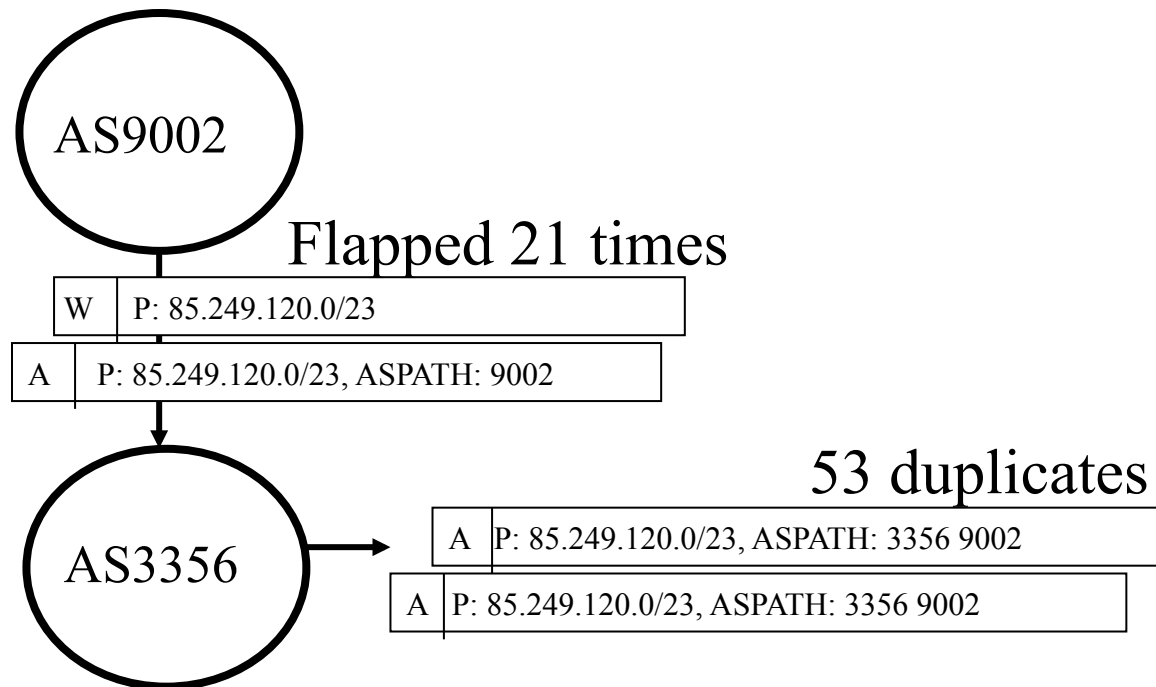 AS9002
Flapped 21 times
W P: 85.249.120.0/23
A P: 85.249.120.0/23, ASPATH: 9002
53 duplicates
A P: 85.249.120.0/23, ASPATH: 3356 9002
AS3356
A P: 85.249.120.0/23, ASPATH: 3356 9002